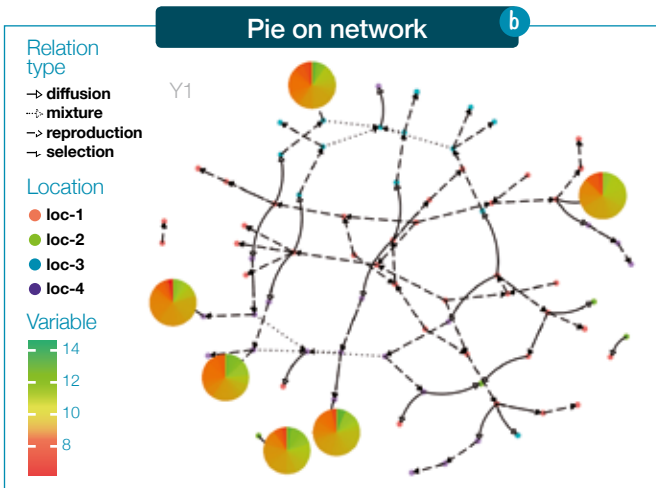 Pie on network
b
Relation
type
diffusion
mixture
reproduction
selection
Location
loc-1
loc-2
loc-3
loc-4
Variable
14
12
10
8
Y1